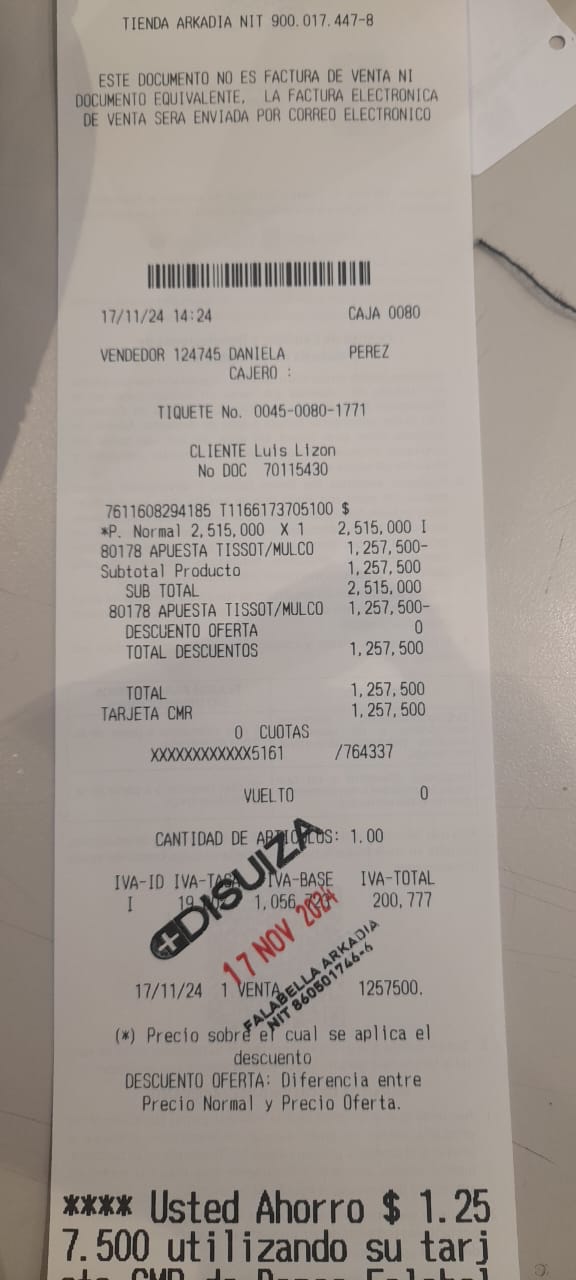 TIENDA ARKADIA NIT 900.017.447-8
ESTE DOCUMENTO NO ES FACTURA DE VENTA NI
DOCUMENTO EQUIVALENTE. LA FACTURA ELECTRONICA
DE VENTA SERA ENVIADA POR CORREO ELECTRONICO
17/11/24 14:24 CAJA 0080
VENDEDOR 124745 DANIELA PEREZ
CAJERO :
TIQUETE No. 0045-0080-1771
CLIENTE Luis Lizon
No DOC 70115430
7611608294185 T1166173705100 $
*P. Normal 2,515,000 X 1 2,515,000 I
80178 APUESTA TISSOT/MULCO 1,257,500-
Subtotal Producto 1,257,500
SUB TOTAL 2,515,000
80178 APUESTA TISSOT/MULCO 1,257,500-
DESCUENTO OFERTA 0
TOTAL DESCUENTOS 1,257,500
TOTAL 1,257,500
TARJETA CMR 1,257,500
0 CUOTAS
XXXXXXXXXXXX5161 /764337
VUELTO 0
CANTIDAD DE ARTICULOS: 1.00
IVA-ID IVA-TASA IVA-BASE IVA-TOTAL
I 1,056, 200,777
DISUIZA
17 NOV 2024
FALABELLA ARKADIA
NIT 860501746-6
17/11/24 1 VENTA 1257500.
(*) Precio sobre el cual se aplica el
descuento
DESCUENTO OFERTA: Diferencia entre
Precio Normal y Precio Oferta.
**** Usted Ahorro $ 1.25
7.500 utilizando su tarj